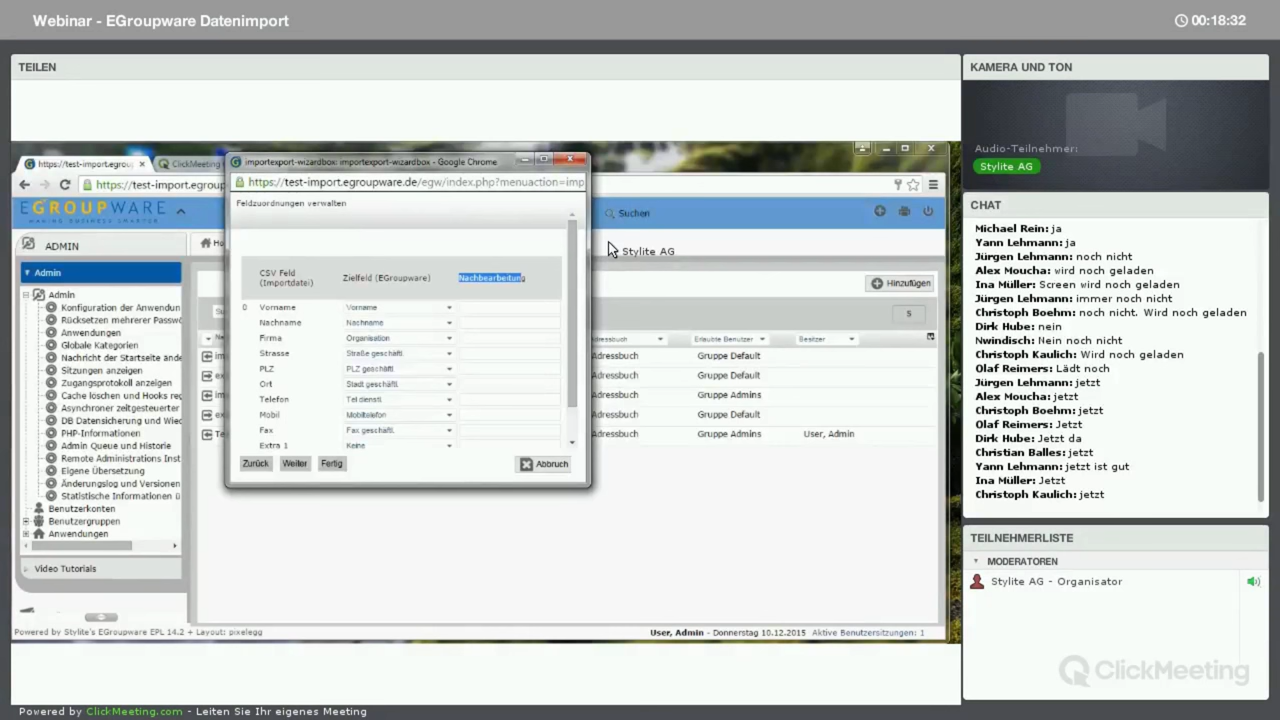 Webinar - EGroupware Datenimport
00:18:32
TEILEN
https://test-import.egroup
ClickMeeting
https://test-import.egroup
EGROUPWARE
MAKING BUSINESS SMARTER
Suchen
ADMIN
Stylite AG
Admin
Hinzufügen
Admin
Konfiguration der Anwendun
Rücksetzen mehrerer Passwö
Anwendungen
Globale Kategorien
Nachricht der Startseite ände
Sitzungen anzeigen
Zugangsprotokoll anzeigen
Cache löschen und Hooks reg
Asynchroner zeitgesteuerter
DB Datensicherung und Wied
PHP-Informationen
Admin Queue und Historie
Remote Administrations Inst
Eigene Übersetzung
Änderungslog und Versionen
Statistische Informationen ü
Benutzerkonten
Benutzergruppen
Anwendungen
Video Tutorials
importexport-wizardbox: importexport-wizardbox - Google Chrome
https://test-import.egroupware.de/egw/index.php?menuaction=imp
Feldzuordnungen verwalten
CSV Feld (Importdatei) Zielfeld (EGroupware) Nachbearbeitung
0 Vorname Vorname
Nachname Nachname
Firma Organisation
Strasse Straße geschäftl.
PLZ PLZ geschäftl.
Ort Stadt geschäftl.
Telefon Tel dienstl.
Mobil Mobiltelefon
Fax Fax geschäftl.
Extra 1 Keine
Zurück Weiter Fertig Abbruch
S
Erlaubte Benutzer Besitzer
Adressbuch Gruppe Default
Adressbuch Gruppe Default
Adressbuch Gruppe Admins
Adressbuch Gruppe Default
Adressbuch Gruppe Admins User, Admin
Powered by Stylite's EGroupware EPL 14.2 + Layout: pixelegg
User, Admin - Donnerstag 10.12.2015 Aktive Benutzersitzungen: 1
KAMERA UND TON
Audio-Teilnehmer:
Stylite AG
CHAT
Michael Rein: ja
Yann Lehmann: ja
Jürgen Lehmann: noch nicht
Alex Moucha: wird noch geladen
Ina Müller: Screen wird noch geladen
Jürgen Lehmann: immer noch nicht
Christoph Boehm: noch nicht. Wird noch geladen
Dirk Hube: nein
Nwindisch: Nein noch nicht
Christoph Kaulich: Wird noch geladen
Olaf Reimers: Lädt noch
Jürgen Lehmann: jetzt
Alex Moucha: jetzt
Christoph Boehm: jetzt
Olaf Reimers: Jetzt
Dirk Hube: Jetzt da
Christian Balles: jetzt
Yann Lehmann: jetzt ist gut
Ina Müller: Jetzt
Christoph Kaulich: jetzt
TEILNEHMERLISTE
MODERATOREN
Stylite AG - Organisator
ClickMeeting
Powered by ClickMeeting.com - Leiten Sie Ihr eigenes Meeting